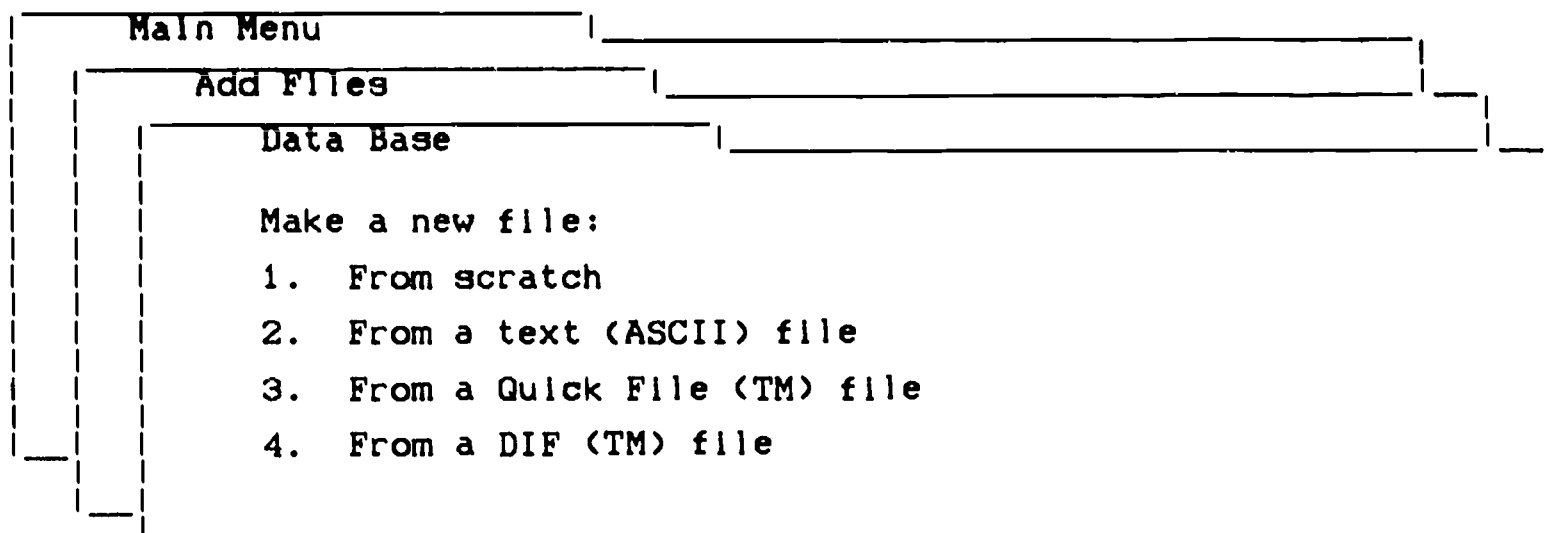 Main Menu
Add Files
Data Base
Make a new file:
1. From scratch
2. From a text (ASCII) file
3. From a Quick File (TM) file
4. From a DIF (TM) file